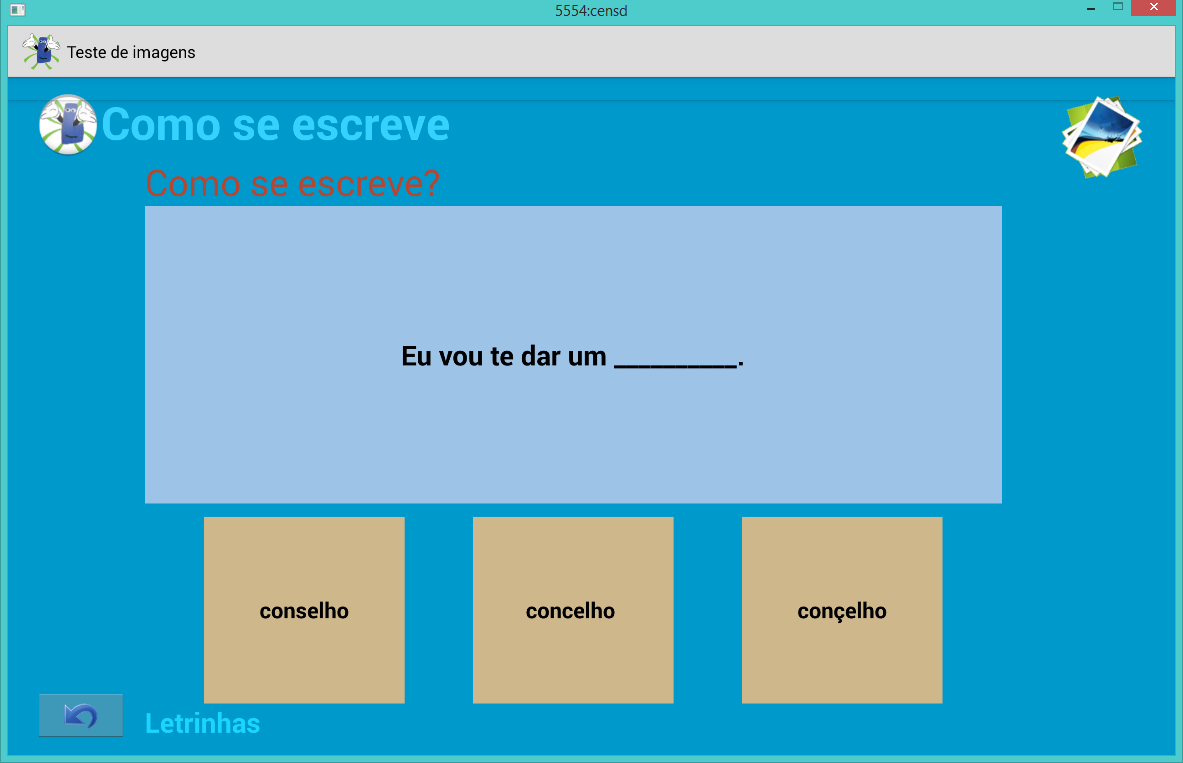 5554:censd
Teste de imagens
Como se escreve
Como se escreve?
Eu vou te dar um __________.
conselho
concelho
conçelho
Letrinhas